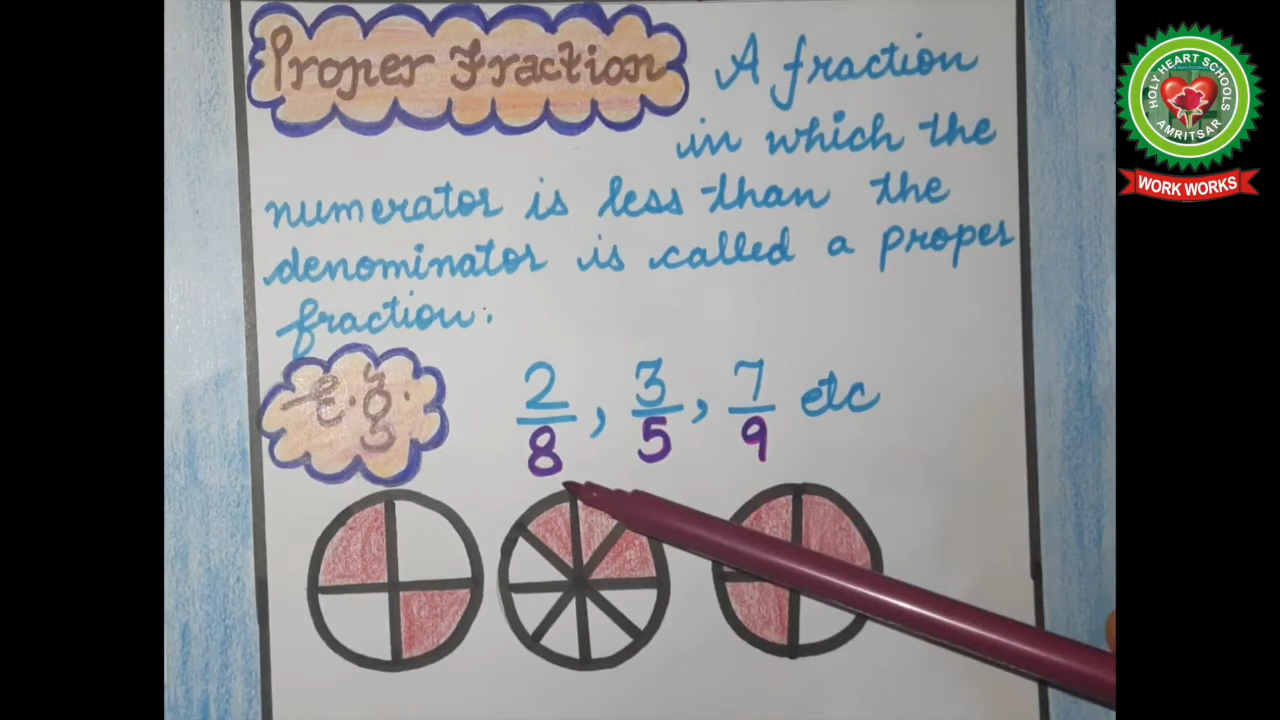 Proper Fraction
A fraction
in which the
numerator is less than the
denominator is called a proper
fraction.
e.g.
2/8, 3/5, 7/9 etc
HOLY HEART SCHOOLS
AMRITSAR
WORK WORKS